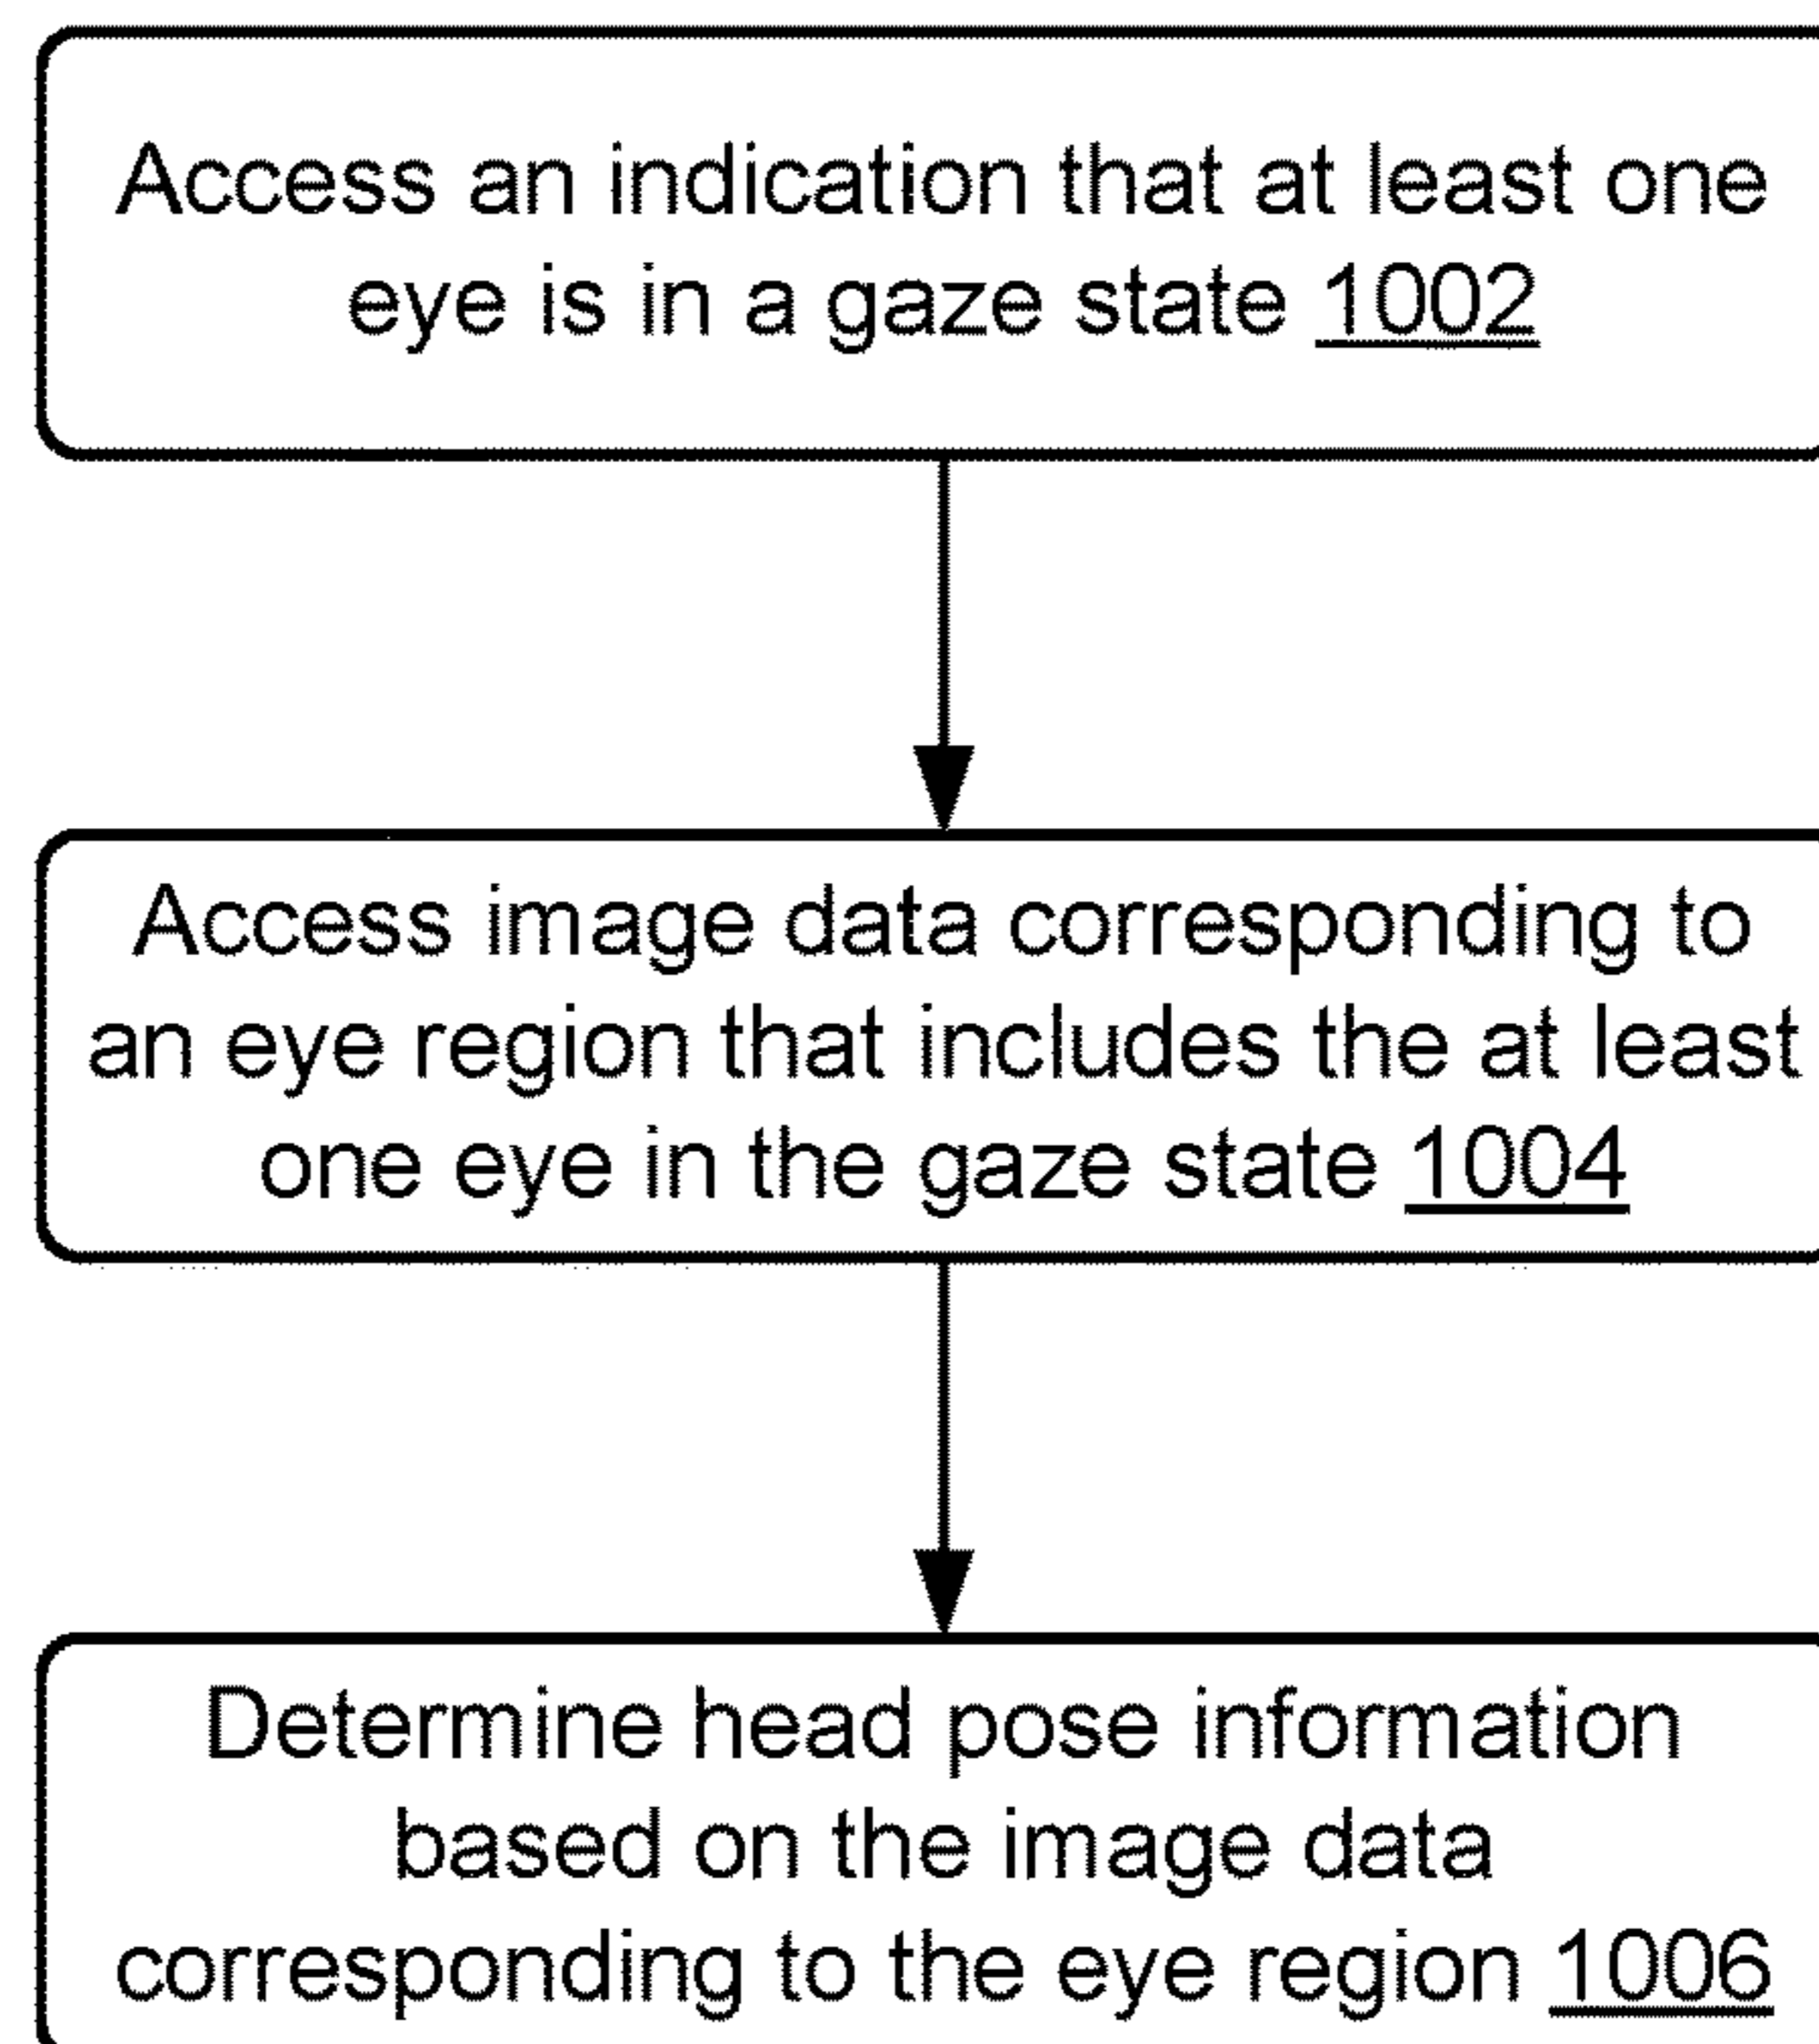 Access an indication that at least one
eye is in a gaze state 1002
Access image data corresponding to
an eye region that includes the at least
one eye in the gaze state 1004
Determine head pose information
based on the image data
corresponding to the eye region 1006